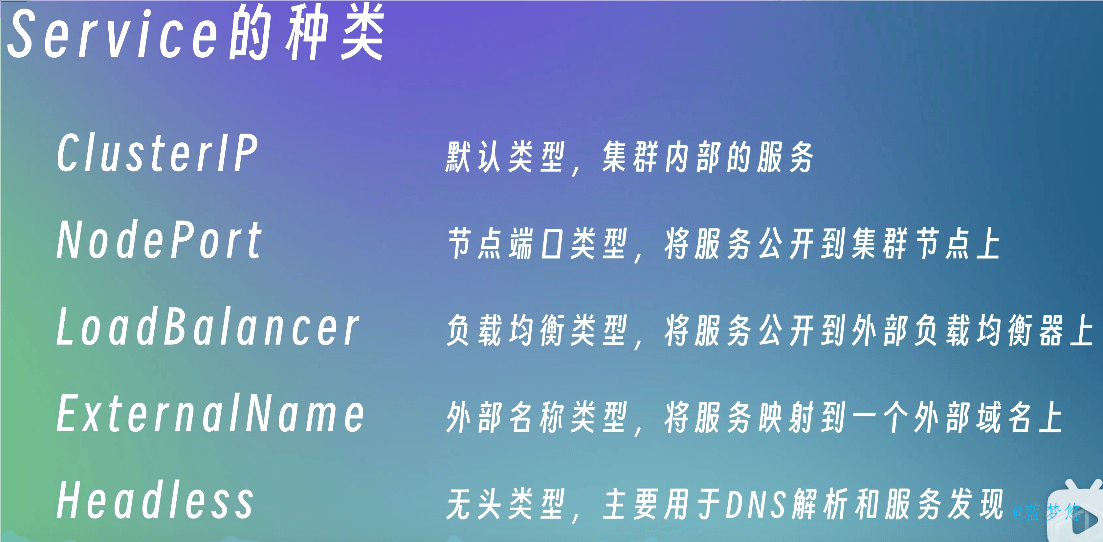 Service的种类
ClusterIP 默认类型，集群内部的服务
NodePort 节点端口类型，将服务公开到集群节点上
LoadBalancer 负载均衡类型，将服务公开到外部负载均衡器上
ExternalName 外部名称类型，将服务映射到一个外部域名上
Headless 无头类型，主要用于DNS解析和服务发现